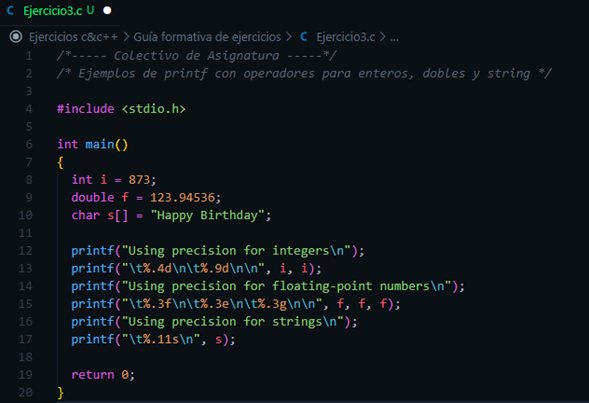 C Ejercicio3.c U ●
Ejercicios c&c++ > Guía formativa de ejercicios > C Ejercicio3.c > ...
1 /*----- Colectivo de Asignatura -----*/
2 /* Ejemplos de printf con operadores para enteros, dobles y string */
3
4 #include <stdio.h>
5
6 int main()
7 {
8   int i = 873;
9   double f = 123.94536;
10   char s[] = "Happy Birthday";
11
12   printf("Using precision for integers\n");
13   printf("\t%.4d\n\t%.9d\n\n", i, i);
14   printf("Using precision for floating-point numbers\n");
15   printf("\t%.3f\n\t%.3e\n\t%.3g\n\n", f, f, f);
16   printf("Using precision for strings\n");
17   printf("\t%.11s\n", s);
18
19   return 0;
20 }